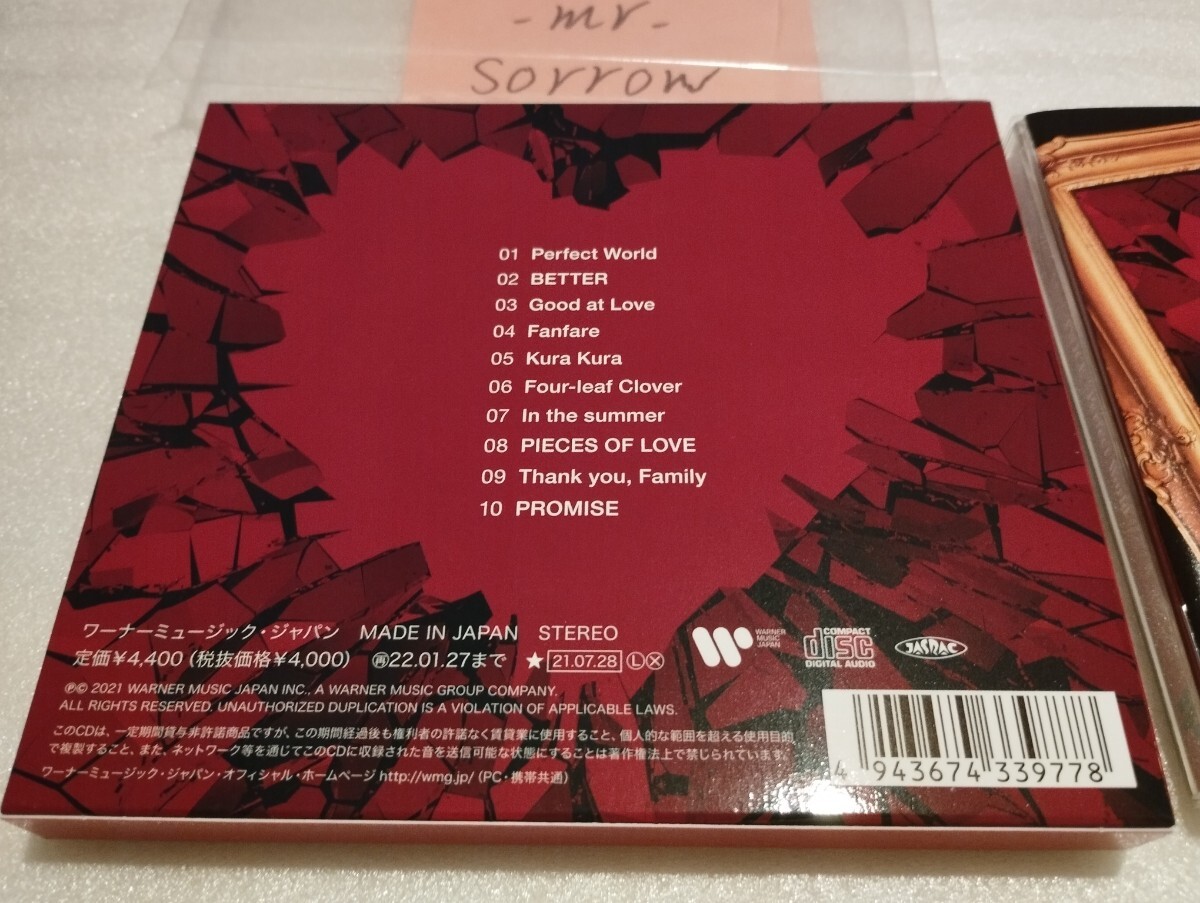 -mr-
sorrow
01 Perfect World
02 BETTER
03 Good at Love
04 Fanfare
05 Kura Kura
06 Four-leaf Clover
07 In the summer
08 PIECES OF LOVE
09 Thank you, Family
10 PROMISE
ワーナーミュージック・ジャパン MADE IN JAPAN STEREO
定価¥4,400（税抜価格¥4,000） ㊢22.01.27まで ★21.07.28ⓁⓍ
WARNER MUSIC JAPAN
COMPACT disc DIGITAL AUDIO
JASRAC
℗© 2021 WARNER MUSIC JAPAN INC., A WARNER MUSIC GROUP COMPANY.
ALL RIGHTS RESERVED. UNAUTHORIZED DUPLICATION IS A VIOLATION OF APPLICABLE LAWS.
このCDは、一定期間貸与非許諾商品ですが、この期間経過後も権利者の許諾なく賃貸業に使用すること、個人的な範囲を超える使用目的
で複製すること、また、ネットワーク等を通じてこのCDに収録された音を送信可能な状態にすることは著作権法上で禁じられています。
ワーナーミュージック・ジャパン・オフィシャル・ホームページ http://wmg.jp/（PC・携帯共通）
4 943674 339778